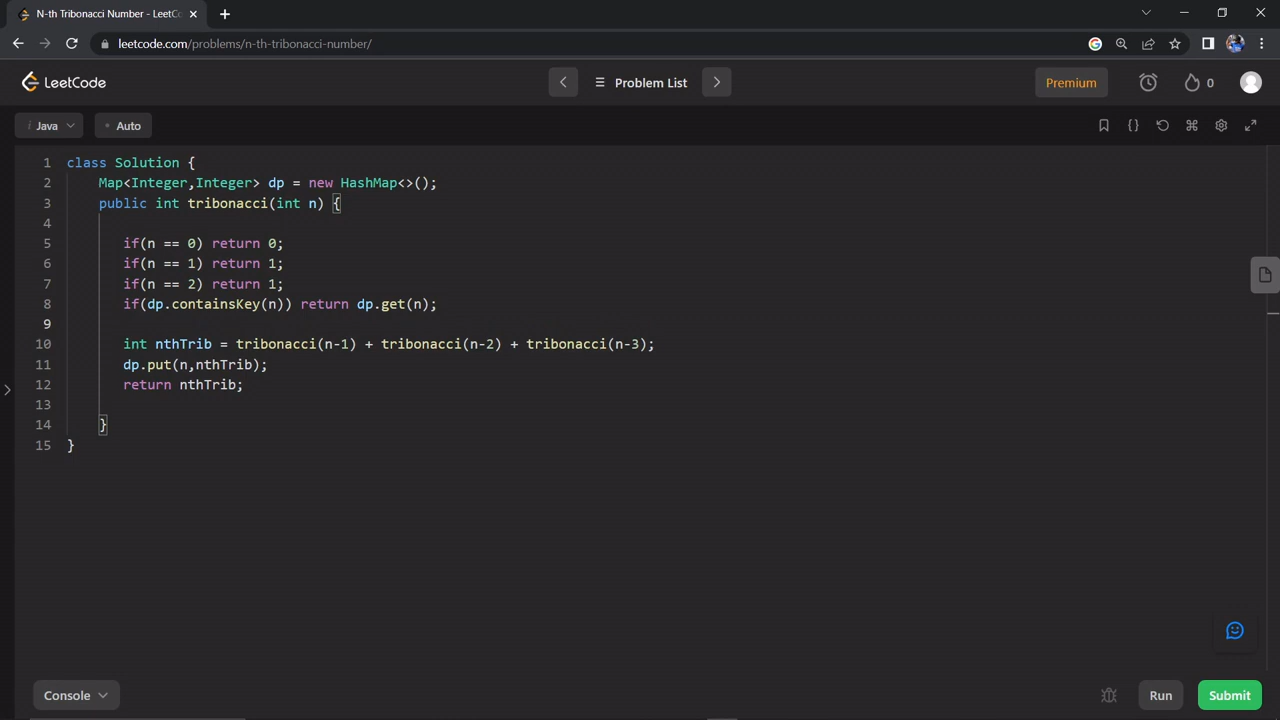 N-th Tribonacci Number - LeetCo
leetcode.com/problems/n-th-tribonacci-number/
LeetCode
Problem List
Premium
0
i Java
Auto
1 class Solution {
2 Map<Integer,Integer> dp = new HashMap<>();
3 public int tribonacci(int n) {
4
5 if(n == 0) return 0;
6 if(n == 1) return 1;
7 if(n == 2) return 1;
8 if(dp.containsKey(n)) return dp.get(n);
9
10 int nthTrib = tribonacci(n-1) + tribonacci(n-2) + tribonacci(n-3);
11 dp.put(n,nthTrib);
12 return nthTrib;
13
14 }
15 }
Console
Run
Submit